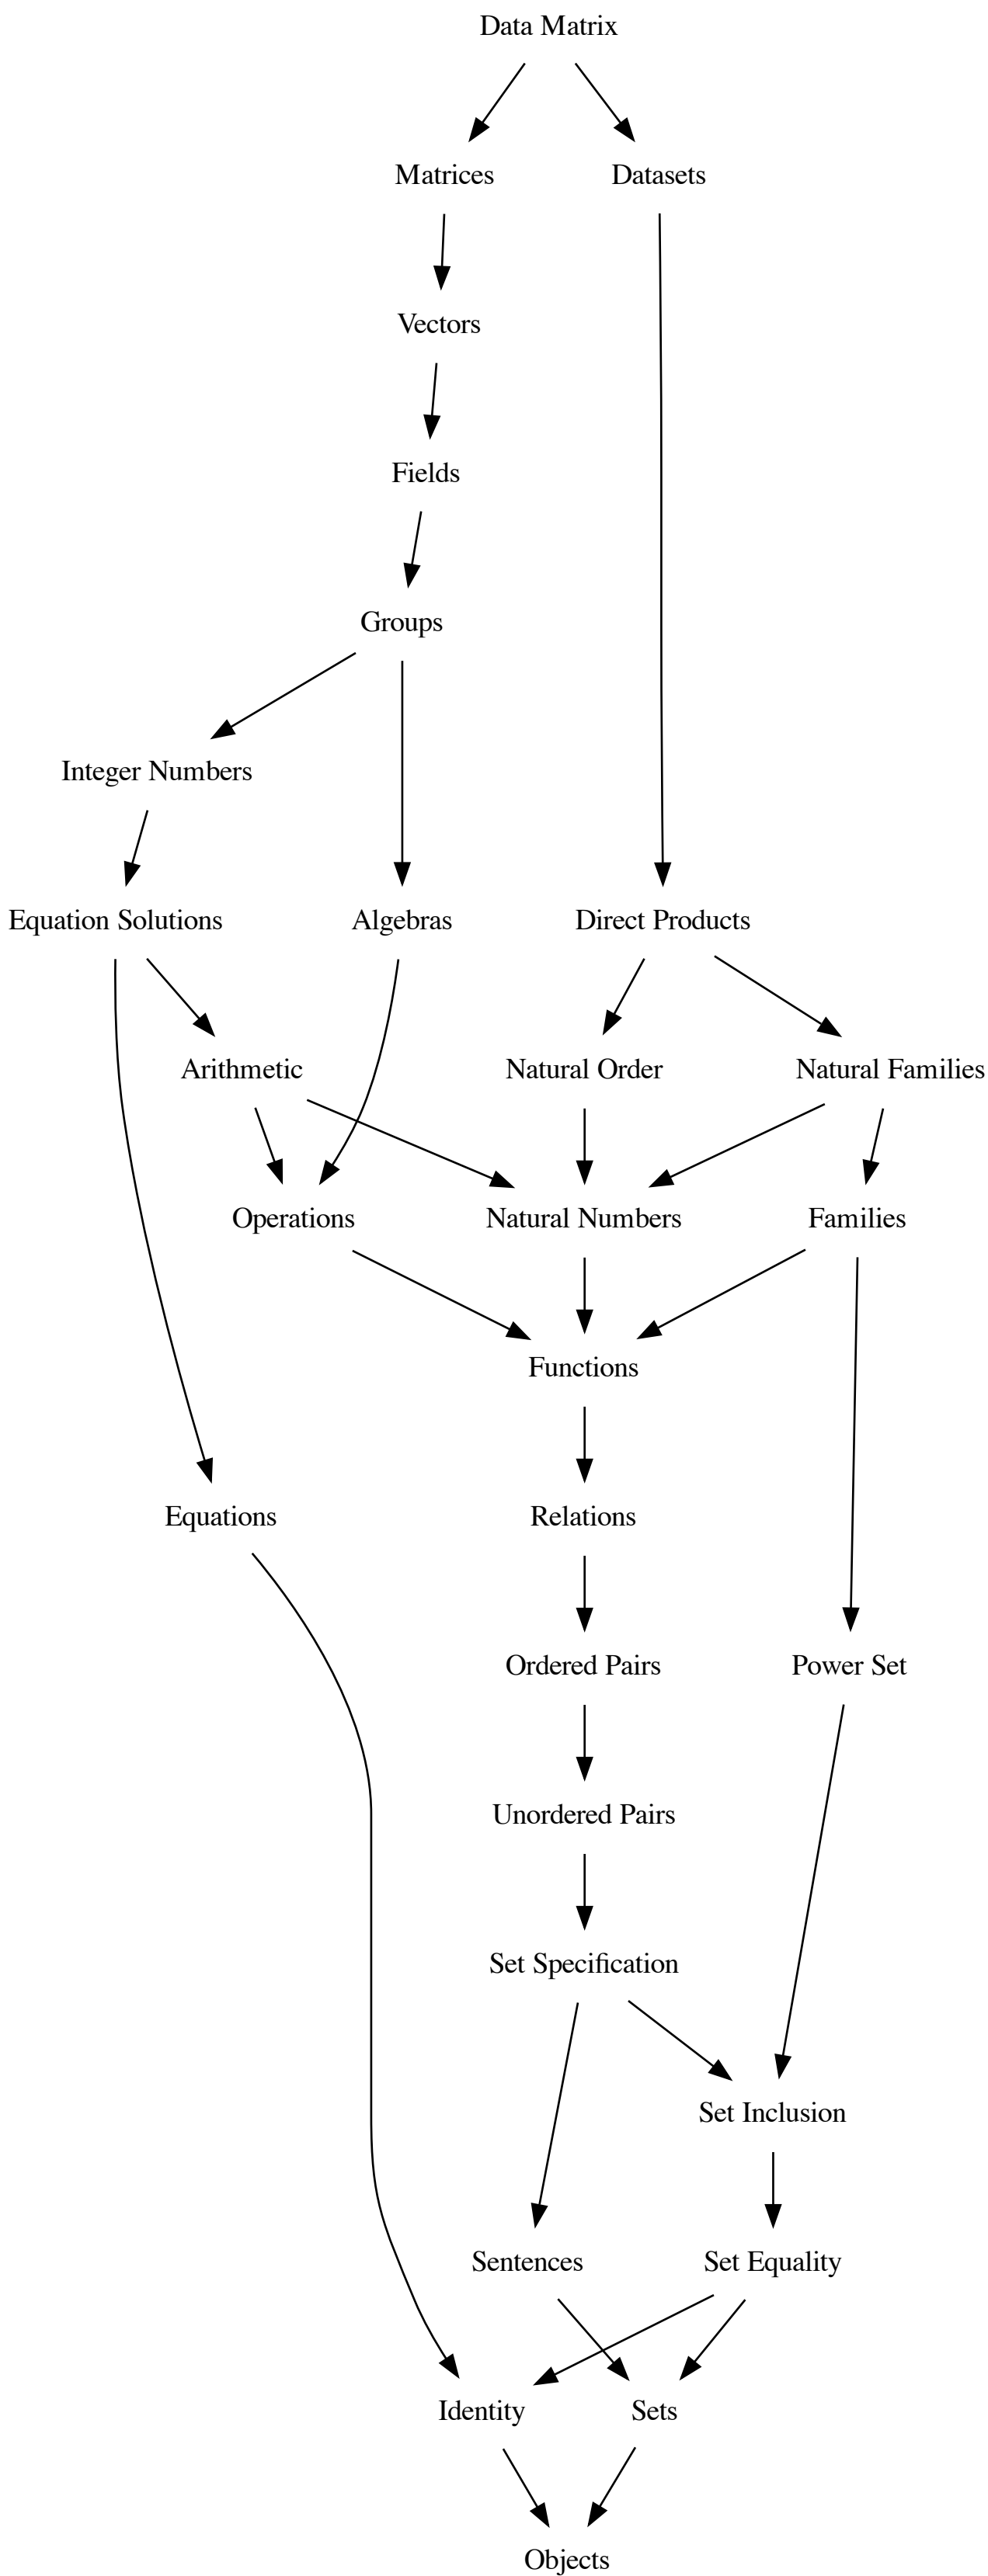 Data Matrix
Matrices
Datasets
Vectors
Fields
Groups
Integer Numbers
Equation Solutions
Algebras
Direct Products
Arithmetic
Natural Order
Natural Families
Operations
Natural Numbers
Families
Functions
Equations
Relations
Ordered Pairs
Power Set
Unordered Pairs
Set Specification
Set Inclusion
Sentences
Set Equality
Identity
Sets
Objects